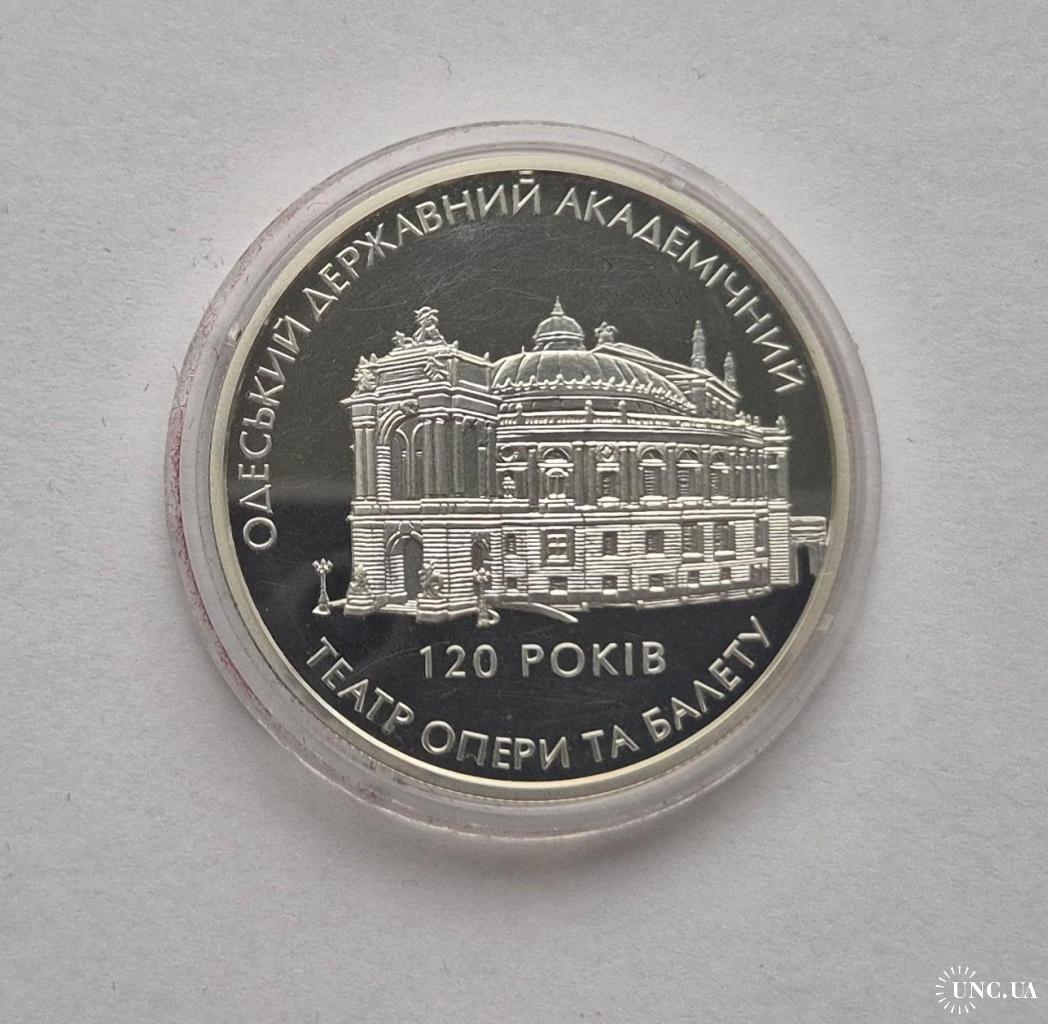 ОДЕСЬКИЙ ДЕРЖАВНИЙ АКАДЕМІЧНИЙ
120 РОКІВ
ТЕАТР ОПЕРИ ТА БАЛЕТУ
UNC.UA